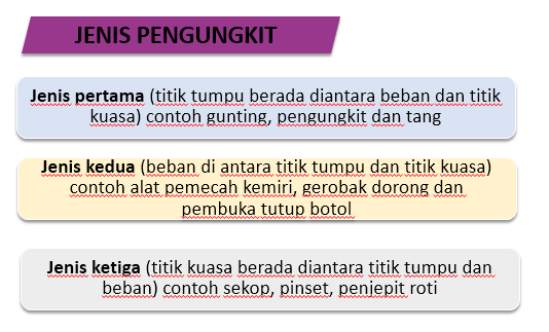 JENIS PENGUNGKIT
Jenis pertama (titik tumpu berada diantara beban dan titik
kuasa) contoh gunting, pengungkit dan tang
Jenis kedua (beban di antara titik tumpu dan titik kuasa)
contoh alat pemecah kemiri, gerobak dorong dan
pembuka tutup botol
Jenis ketiga (titik kuasa berada diantara titik tumpu dan
beban) contoh sekop, pinset, penjepit roti